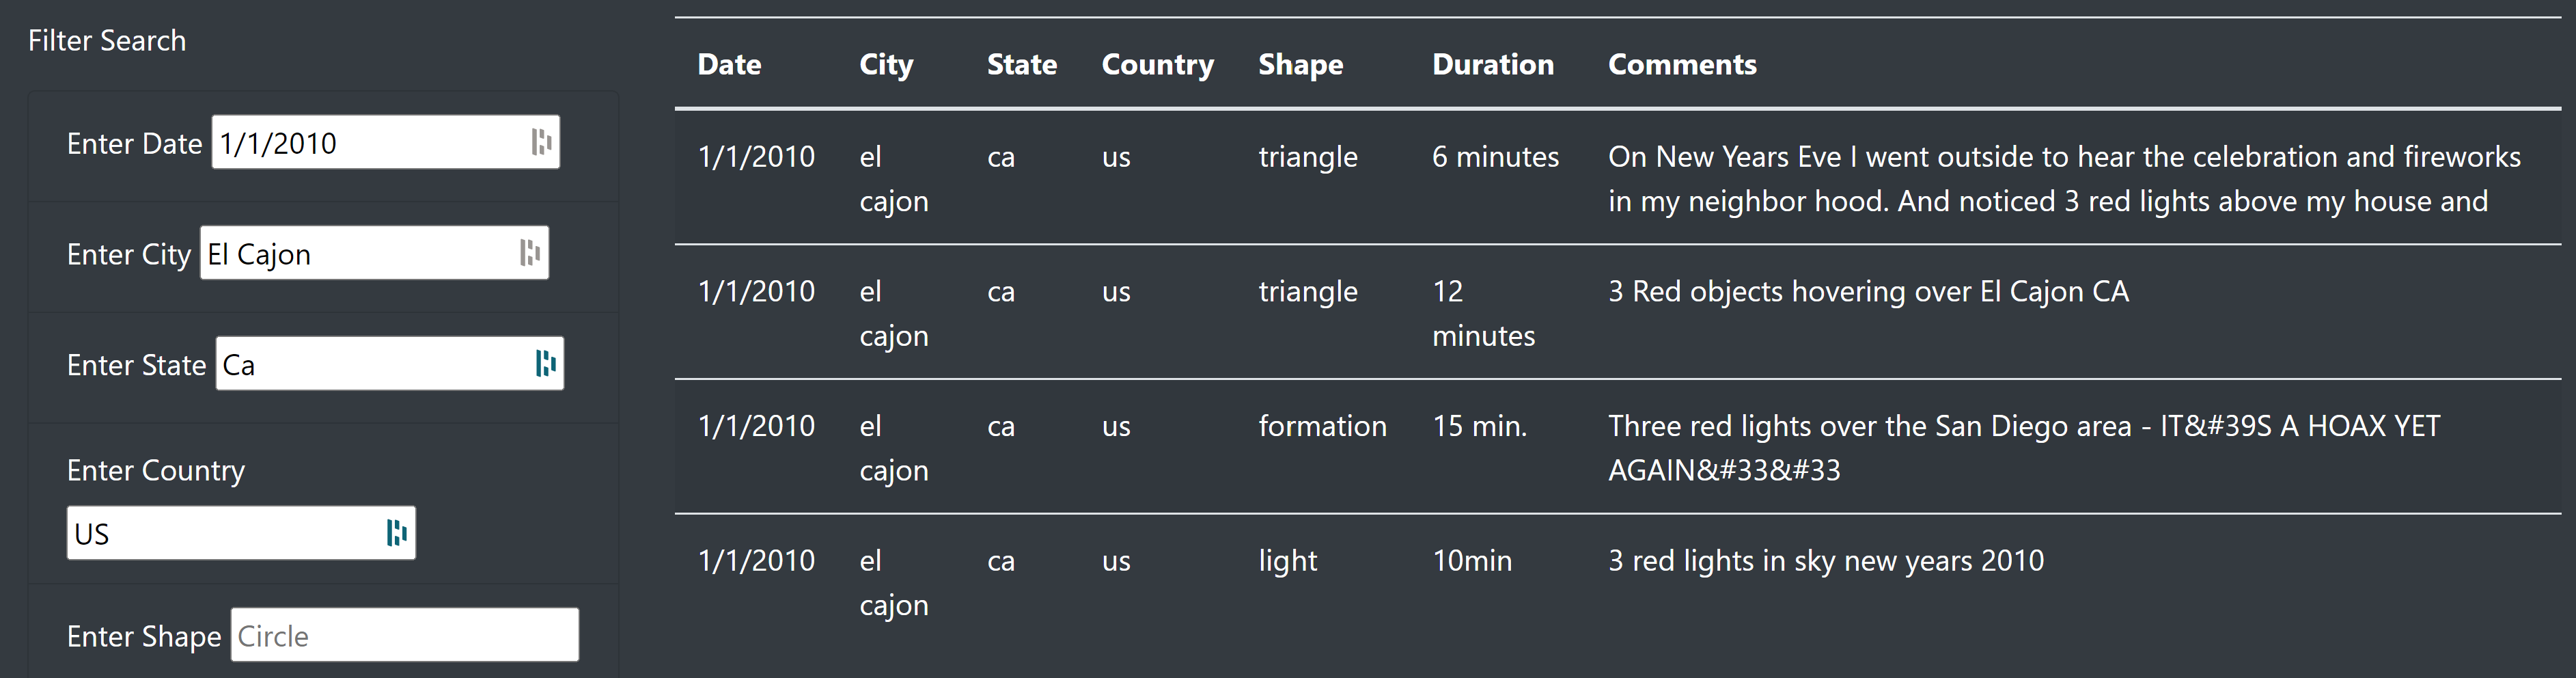 Filter Search
Enter Date 1/1/2010
Enter City El Cajon
Enter State Ca
Enter Country
US
Enter Shape Circle
Date City State Country Shape Duration Comments
1/1/2010 el ca us triangle 6 minutes On New Years Eve I went outside to hear the celebration and fireworks
cajon in my neighbor hood. And noticed 3 red lights above my house and
1/1/2010 el ca us triangle 12 3 Red objects hovering over El Cajon CA
cajon minutes
1/1/2010 el ca us formation 15 min. Three red lights over the San Diego area - IT&#39S A HOAX YET
cajon AGAIN&#33&#33
1/1/2010 el ca us light 10min 3 red lights in sky new years 2010
cajon